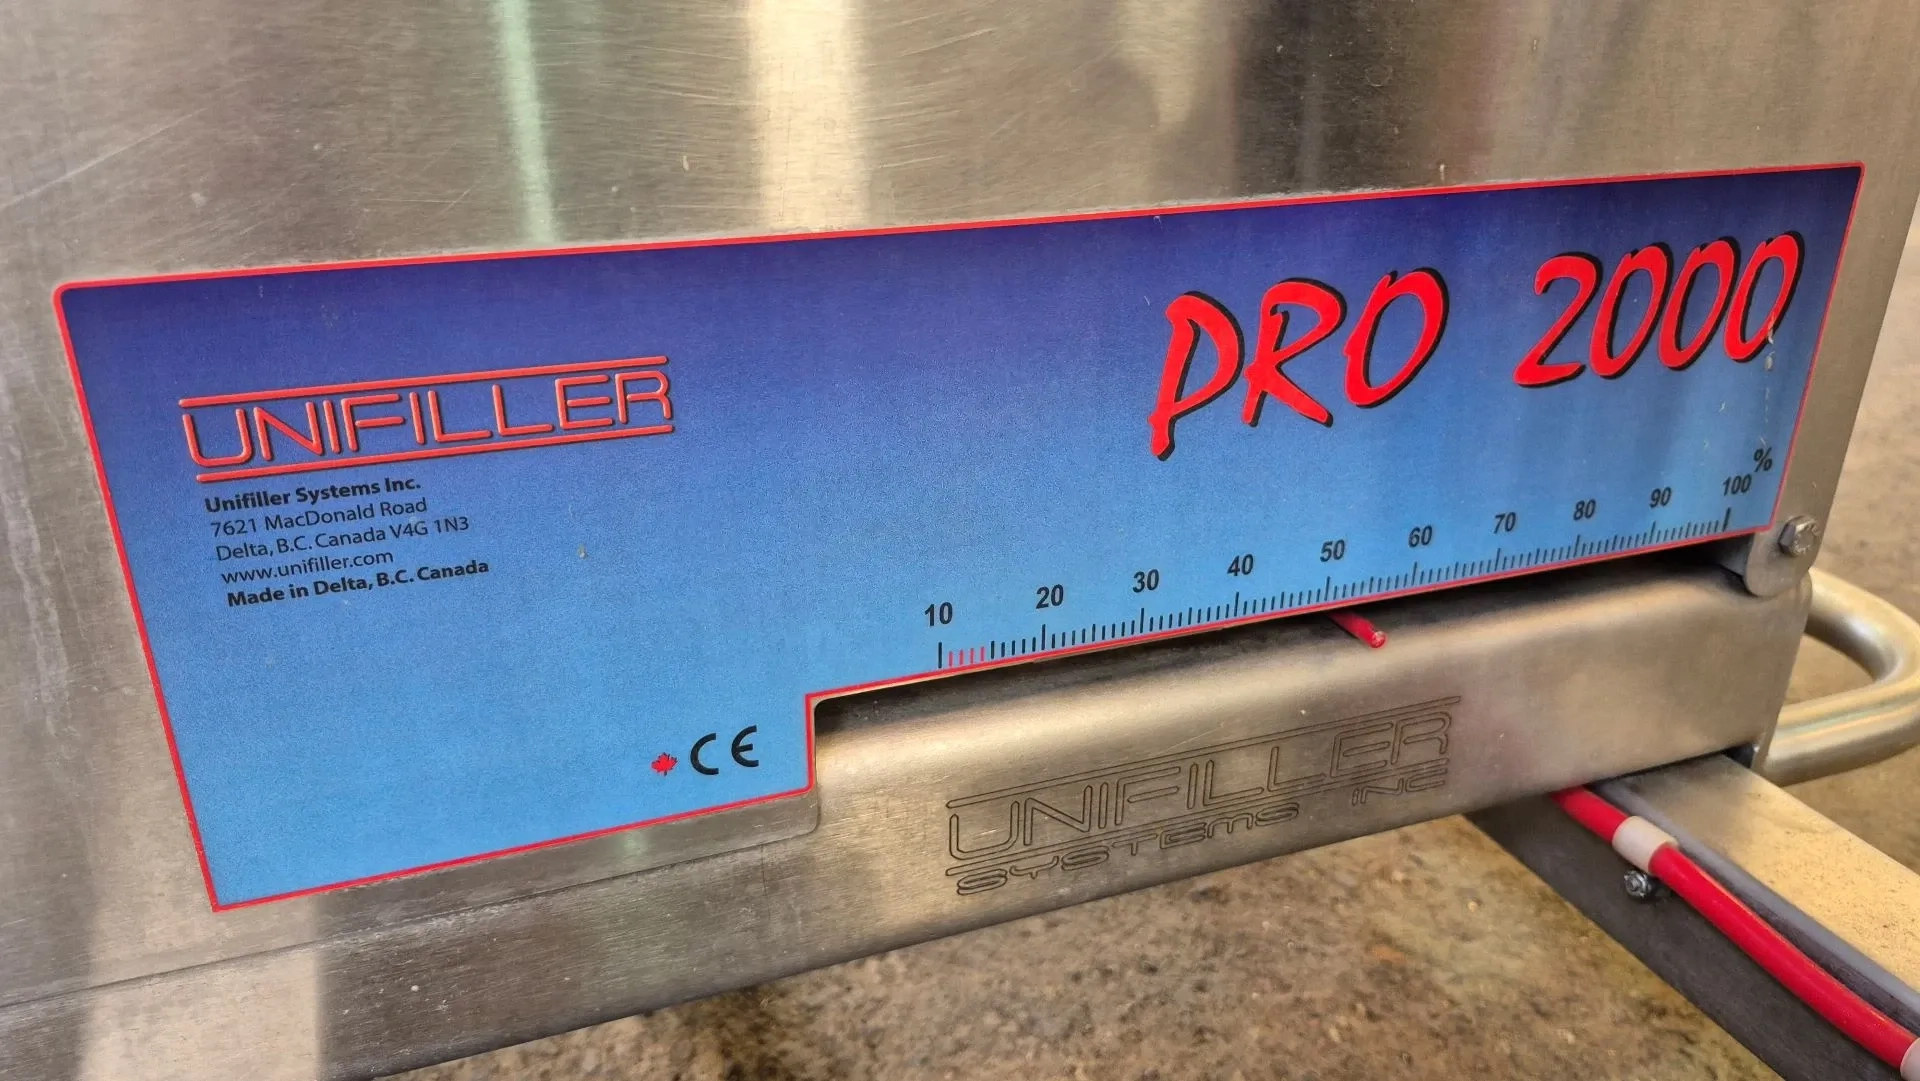 PRO 2000
UNIFILLER
Unifiller Systems Inc.
7621 MacDonald Road
Delta, B.C. Canada V4G 1N3
www.unifiller.com
Made in Delta, B.C. Canada
%
10 20 30 40 50 60 70 80 90 100
CE
UNIFILLER
SYSTEMS INC